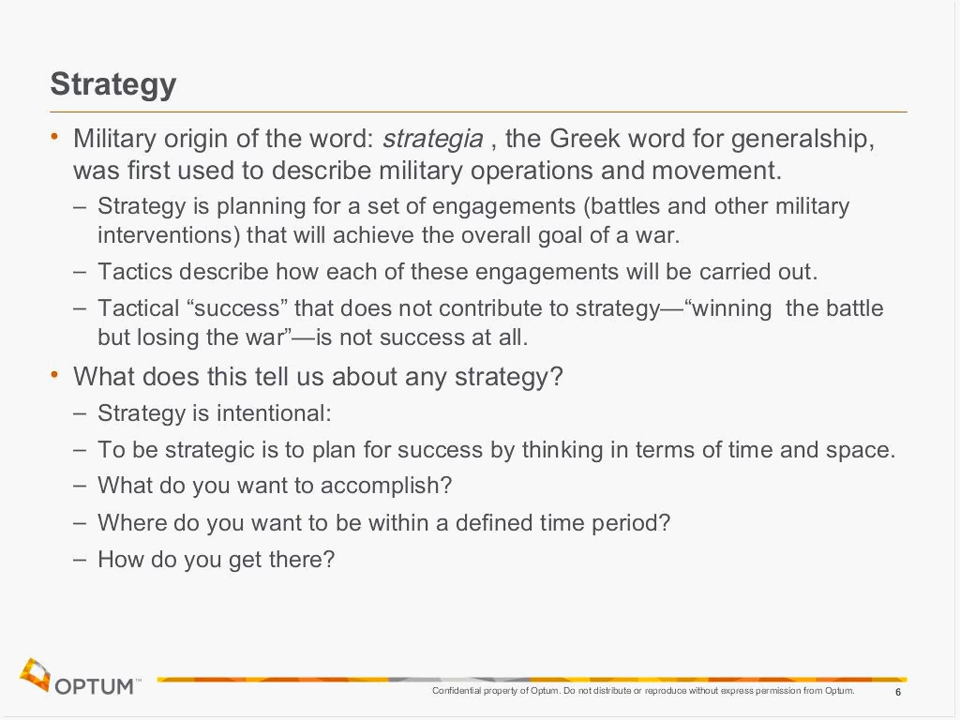 Strategy
• Military origin of the word: strategia , the Greek word for generalship,
was first used to describe military operations and movement.
– Strategy is planning for a set of engagements (battles and other military
interventions) that will achieve the overall goal of a war.
– Tactics describe how each of these engagements will be carried out.
– Tactical “success” that does not contribute to strategy—“winning  the battle
but losing the war”—is not success at all.
• What does this tell us about any strategy?
– Strategy is intentional:
– To be strategic is to plan for success by thinking in terms of time and space.
– What do you want to accomplish?
– Where do you want to be within a defined time period?
– How do you get there?
OPTUM™
Confidential property of Optum. Do not distribute or reproduce without express permission from Optum.
6